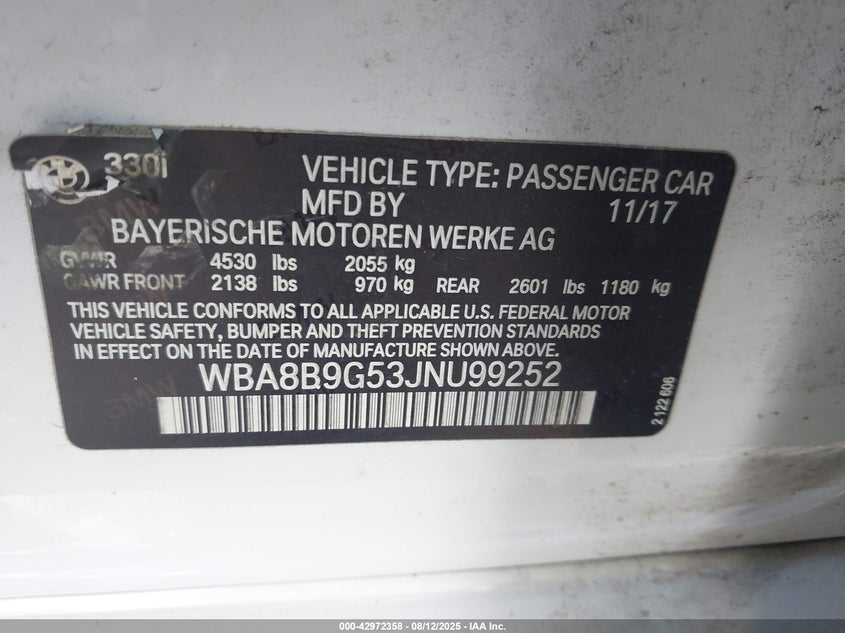 330i
VEHICLE TYPE: PASSENGER CAR
MFD BY 11/17
BAYERISCHE MOTOREN WERKE AG
GVWR 4530 lbs 2055 kg
GAWR FRONT 2138 lbs 970 kg REAR 2601 lbs 1180 kg
THIS VEHICLE CONFORMS TO ALL APPLICABLE U.S. FEDERAL MOTOR
VEHICLE SAFETY, BUMPER AND THEFT PREVENTION STANDARDS
IN EFFECT ON THE DATE OF MANUFACTURE SHOWN ABOVE.
WBA8B9G53JNU99252
2 122 606
000-42972358 - 08/12/2025 - IAA Inc.